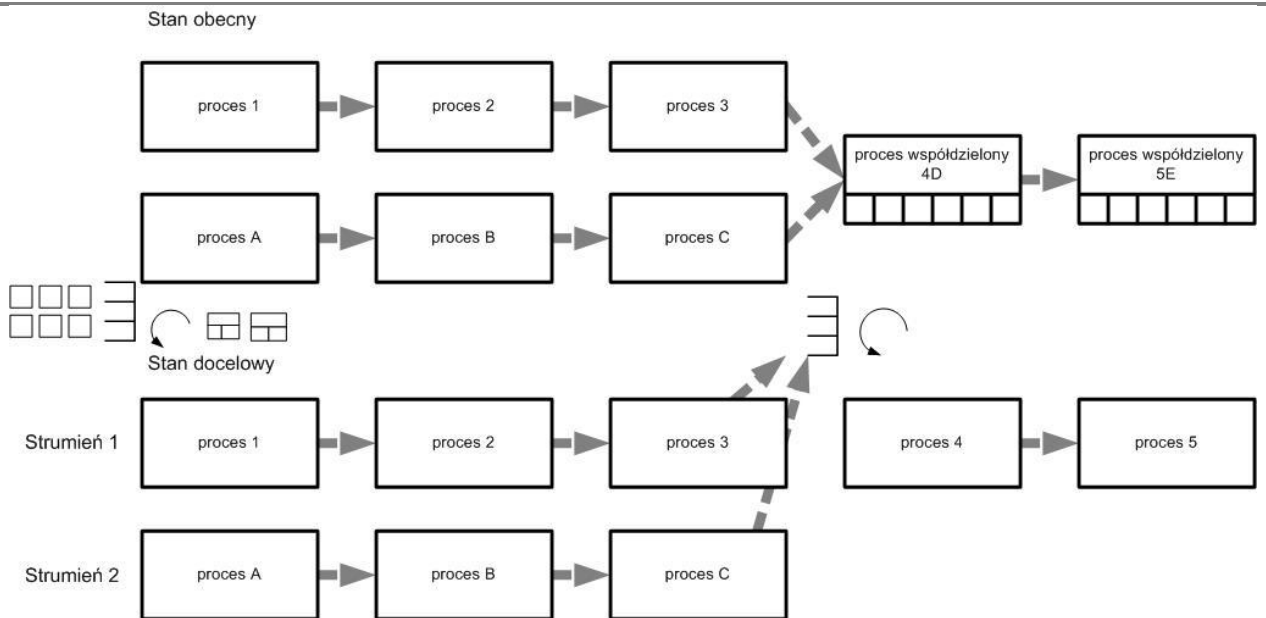 Stan obecny
proces 1
proces 2
proces 3
proces współdzielony
4D
proces współdzielony
5E
proces A
proces B
proces C
Stan docelowy
Strumień 1
proces 1
proces 2
proces 3
proces 4
proces 5
Strumień 2
proces A
proces B
proces C